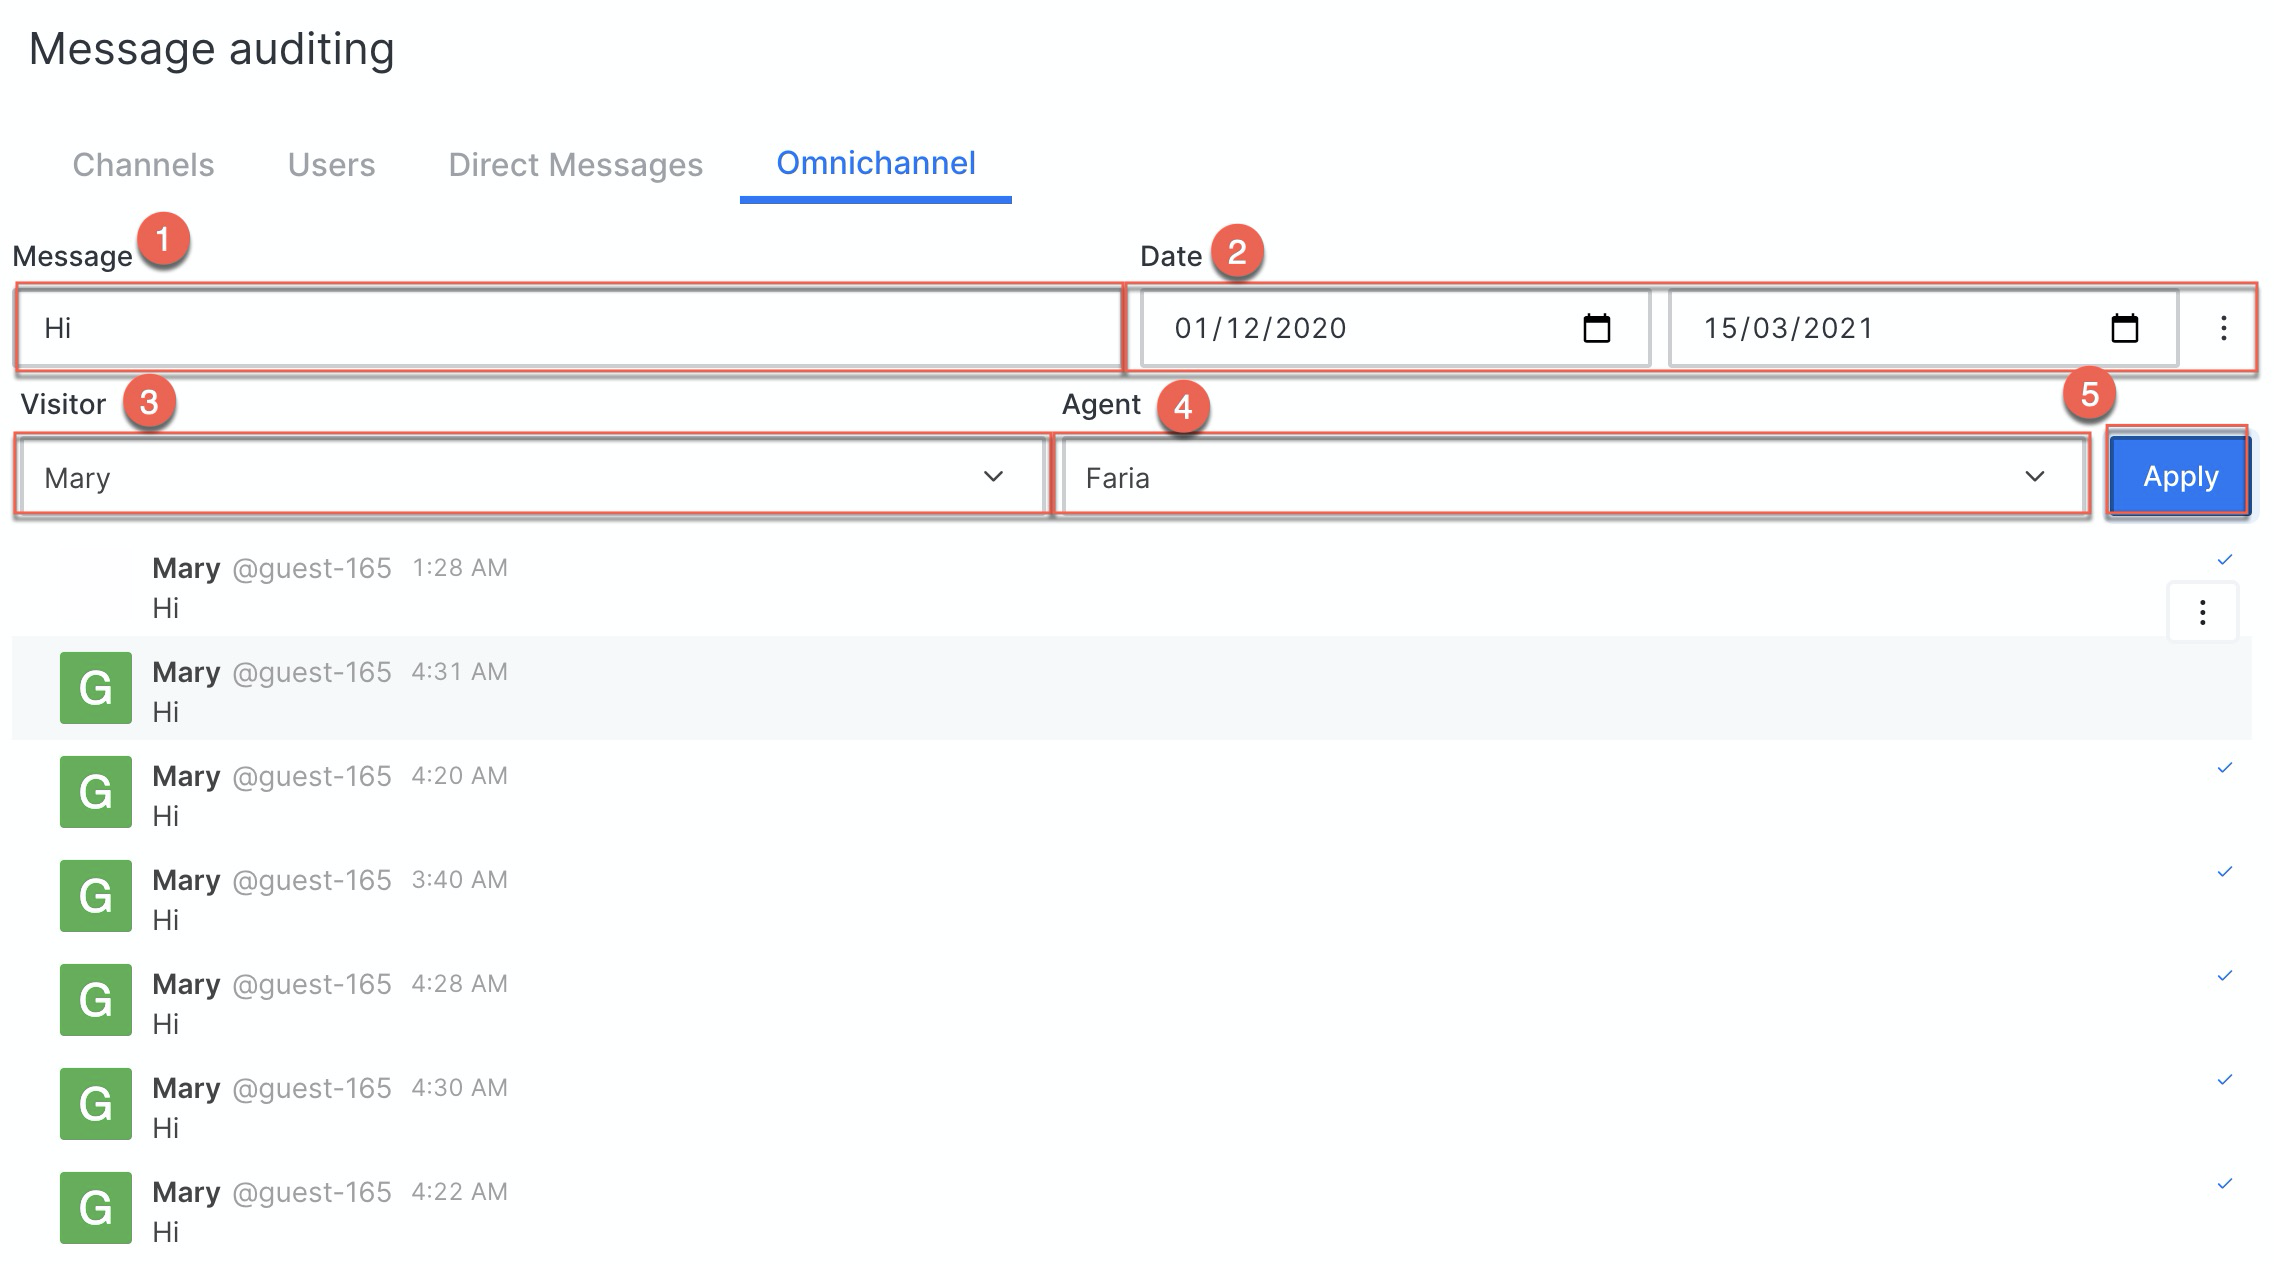 Message auditing
Channels Users Direct Messages Omnichannel
Message 1 Date 2
Hi 01/12/2020 15/03/2021
Visitor 3 Agent 4 5
Mary Faria Apply
Mary @guest-165 1:28 AM
Hi
G Mary @guest-165 4:31 AM
Hi
G Mary @guest-165 4:20 AM
Hi
G Mary @guest-165 3:40 AM
Hi
G Mary @guest-165 4:28 AM
Hi
G Mary @guest-165 4:30 AM
Hi
G Mary @guest-165 4:22 AM
Hi